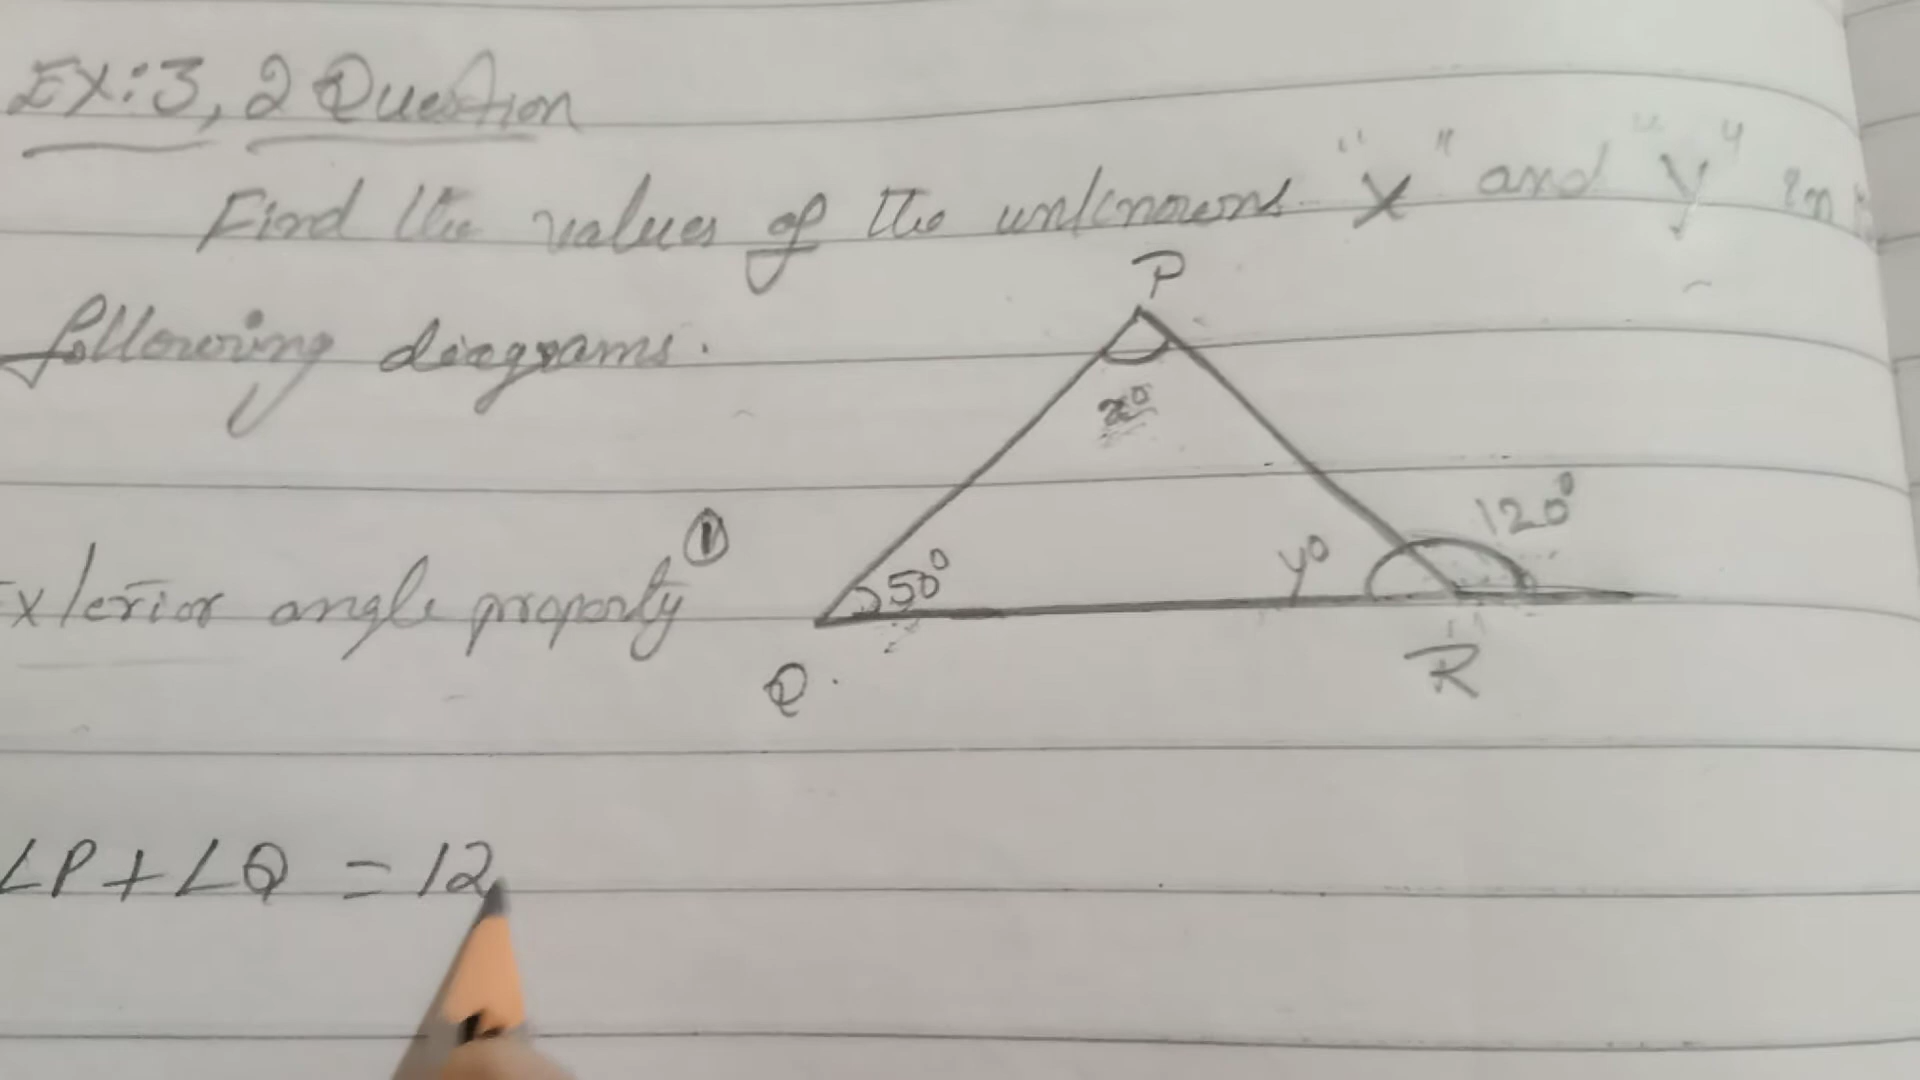 EX:3, 2 Question
Find the values of the unknowns "x" and "y" in
following diagrams.
P
x°
120°
Exterior angle property ①
50°
y°
Q.
R
∠P+∠Q = 12